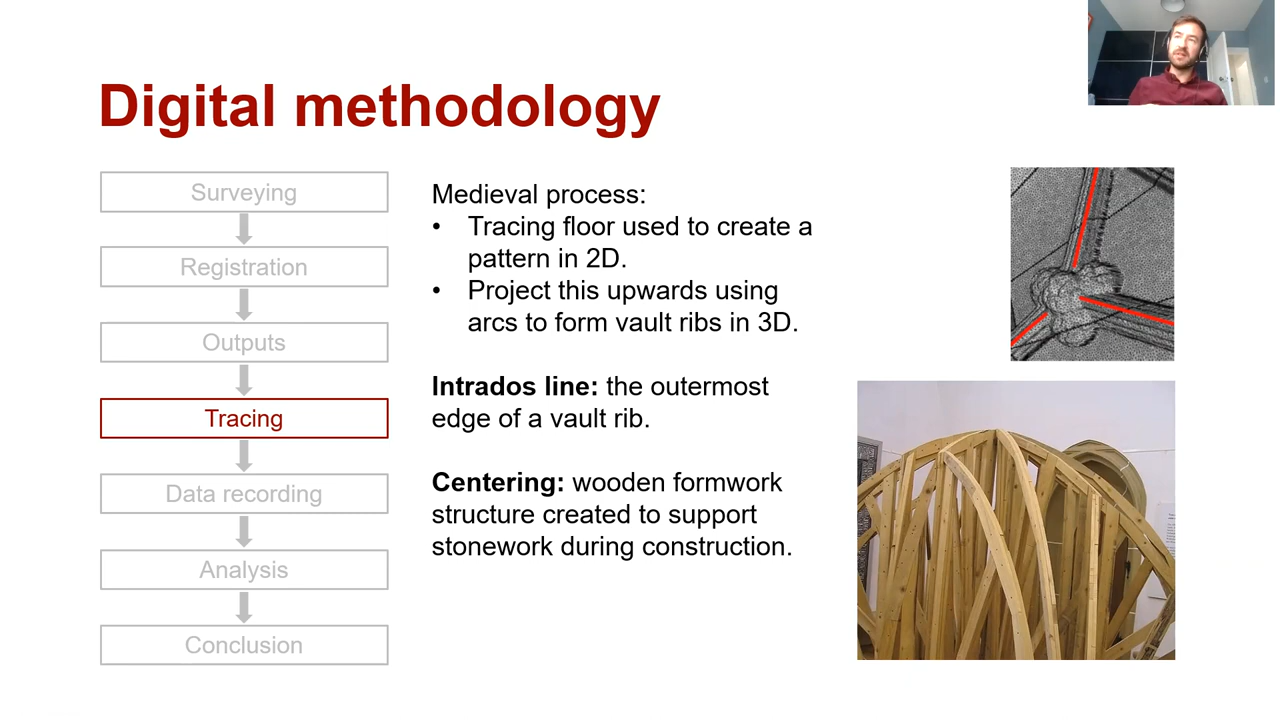 Digital methodology
Surveying
Registration
Outputs
Tracing
Data recording
Analysis
Conclusion
Medieval process:
• Tracing floor used to create a
pattern in 2D.
• Project this upwards using
arcs to form vault ribs in 3D.
Intrados line: the outermost
edge of a vault rib.
Centering: wooden formwork
structure created to support
stonework during construction.